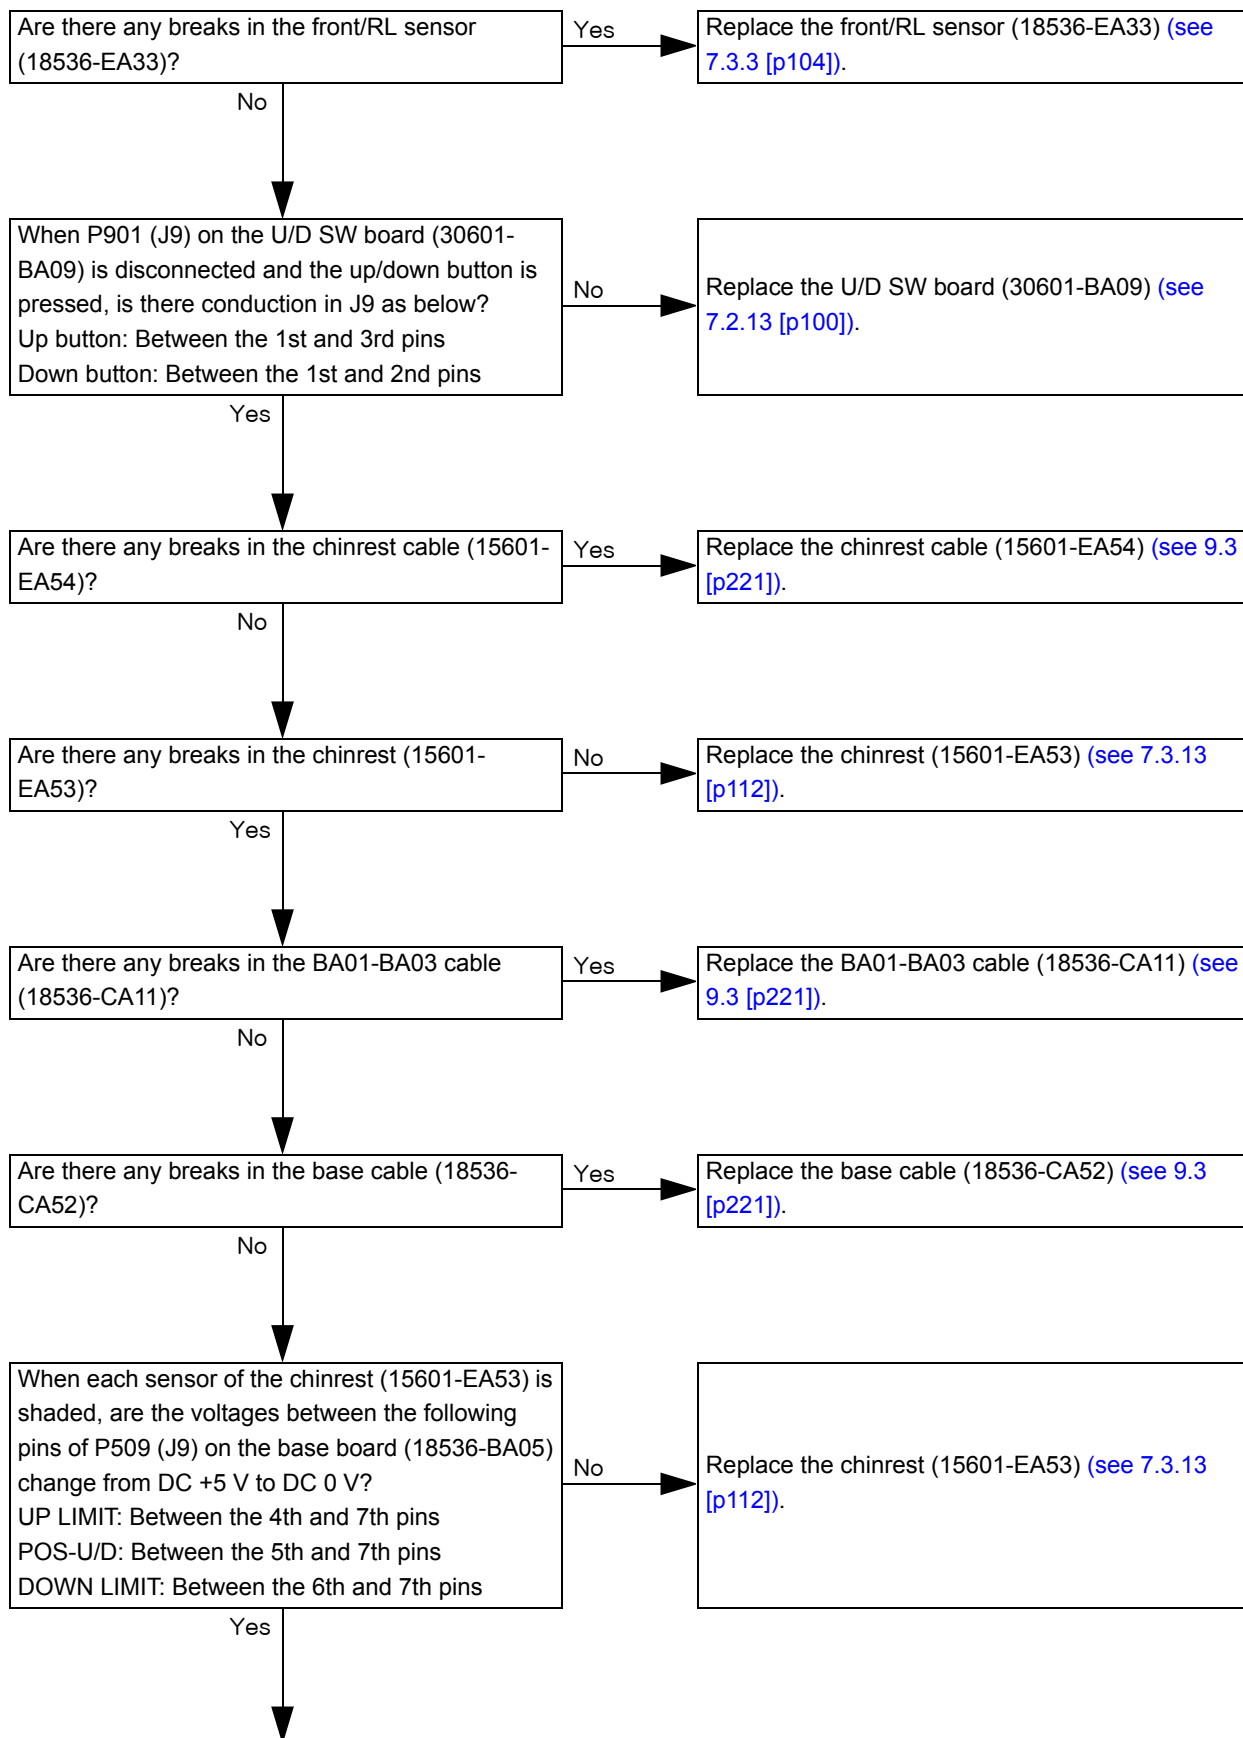 Are there any breaks in the front/RL sensor
(18536-EA33)?
Yes
Replace the front/RL sensor (18536-EA33) (see
7.3.3 [p104]).
No
When P901 (J9) on the U/D SW board (30601-
BA09) is disconnected and the up/down button is
pressed, is there conduction in J9 as below?
Up button: Between the 1st and 3rd pins
Down button: Between the 1st and 2nd pins
No
Replace the U/D SW board (30601-BA09) (see
7.2.13 [p100]).
Yes
Are there any breaks in the chinrest cable (15601-
EA54)?
Yes
Replace the chinrest cable (15601-EA54) (see 9.3
[p221]).
No
Are there any breaks in the chinrest (15601-
EA53)?
No
Replace the chinrest (15601-EA53) (see 7.3.13
[p112]).
Yes
Are there any breaks in the BA01-BA03 cable
(18536-CA11)?
Yes
Replace the BA01-BA03 cable (18536-CA11) (see
9.3 [p221]).
No
Are there any breaks in the base cable (18536-
CA52)?
Yes
Replace the base cable (18536-CA52) (see 9.3
[p221]).
No
When each sensor of the chinrest (15601-EA53) is
shaded, are the voltages between the following
pins of P509 (J9) on the base board (18536-BA05)
change from DC +5 V to DC 0 V?
UP LIMIT: Between the 4th and 7th pins
POS-U/D: Between the 5th and 7th pins
DOWN LIMIT: Between the 6th and 7th pins
No
Replace the chinrest (15601-EA53) (see 7.3.13
[p112]).
Yes